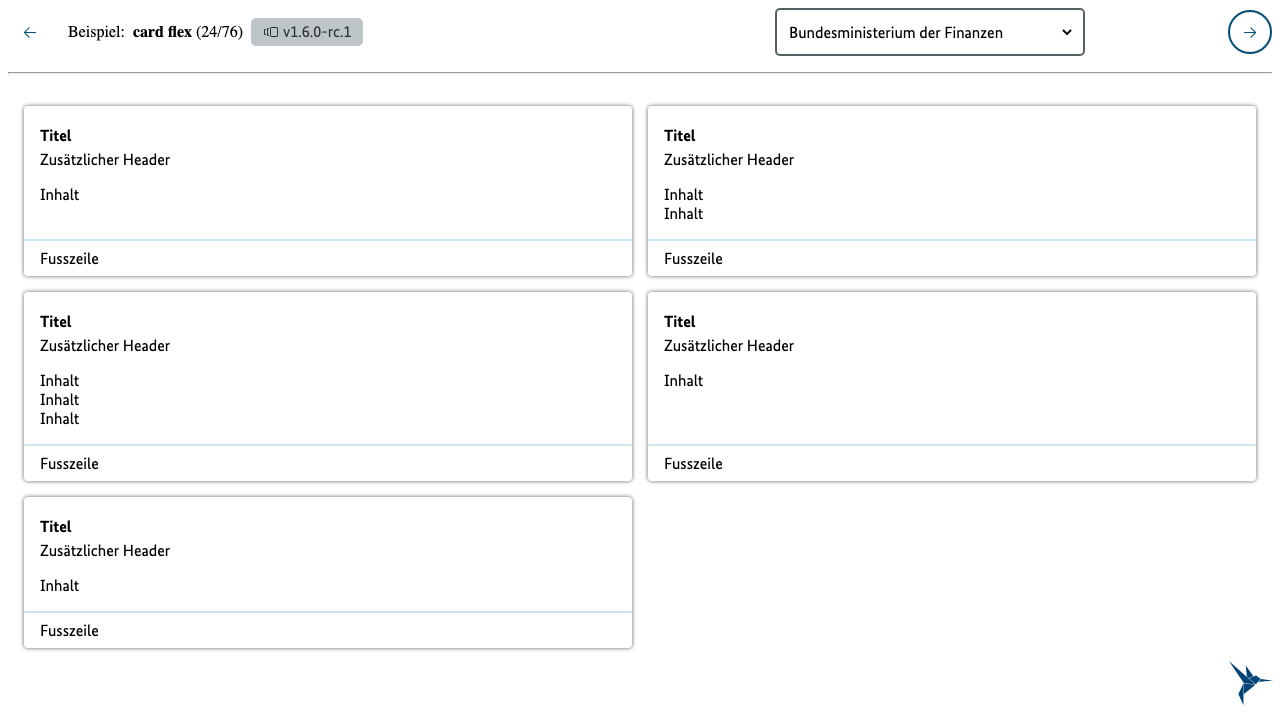 Beispiel: card flex (24/76) v1.6.0-rc.1 Bundesministerium der Finanzen
Titel
Zusätzlicher Header
Inhalt
Fusszeile
Titel
Zusätzlicher Header
Inhalt
Inhalt
Fusszeile
Titel
Zusätzlicher Header
Inhalt
Inhalt
Inhalt
Fusszeile
Titel
Zusätzlicher Header
Inhalt
Fusszeile
Titel
Zusätzlicher Header
Inhalt
Fusszeile